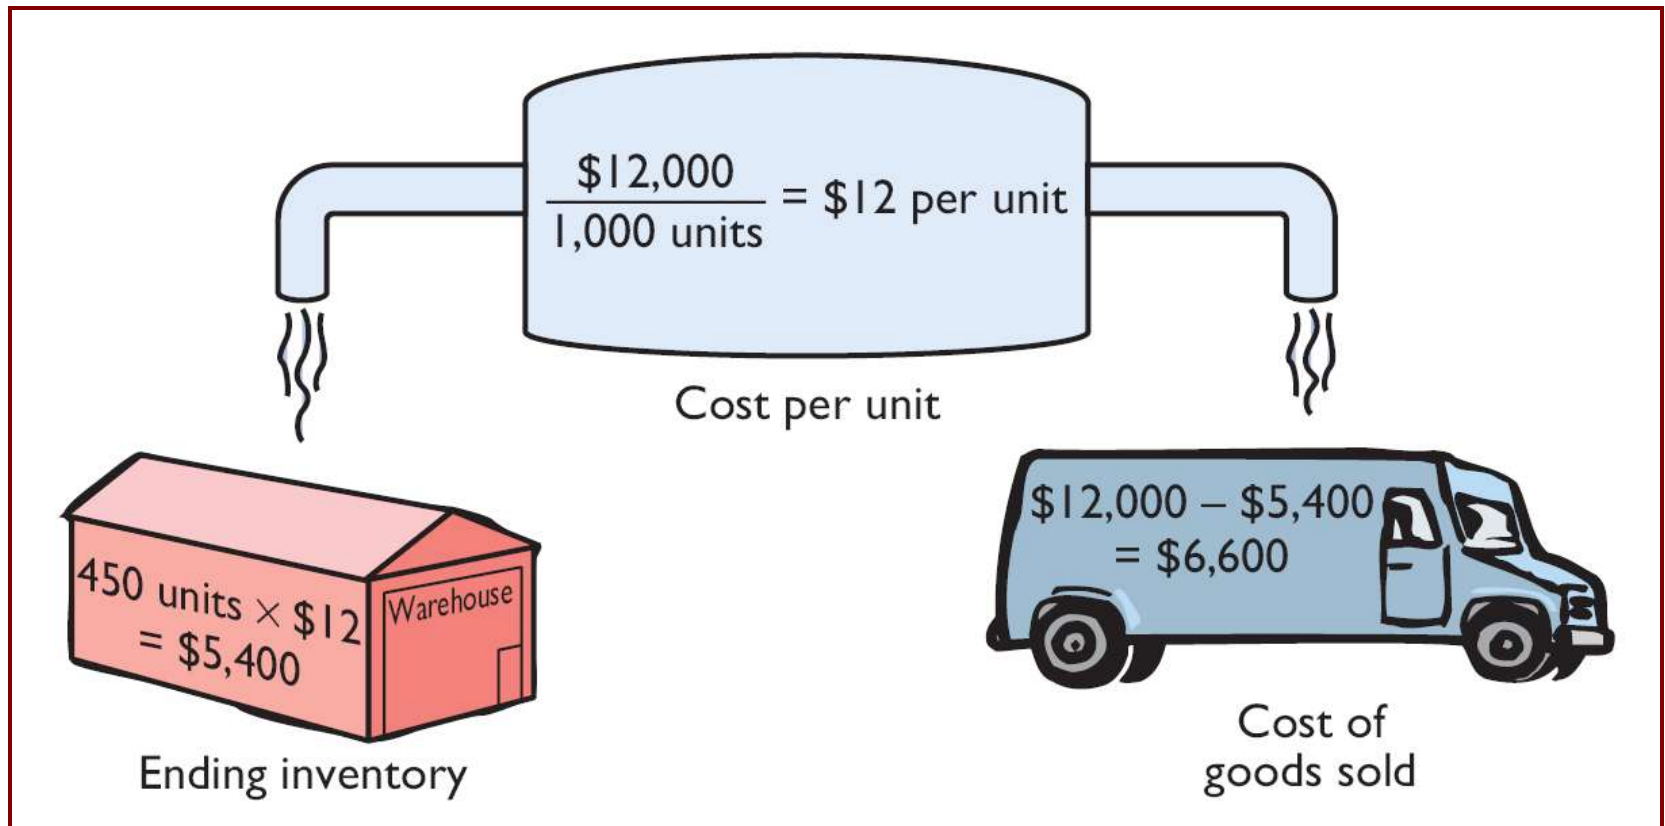 $12,000
1,000 units
= $12 per unit
Cost per unit
450 units × $12
= $5,400
Warehouse
Ending inventory
$12,000 – $5,400
= $6,600
Cost of
goods sold